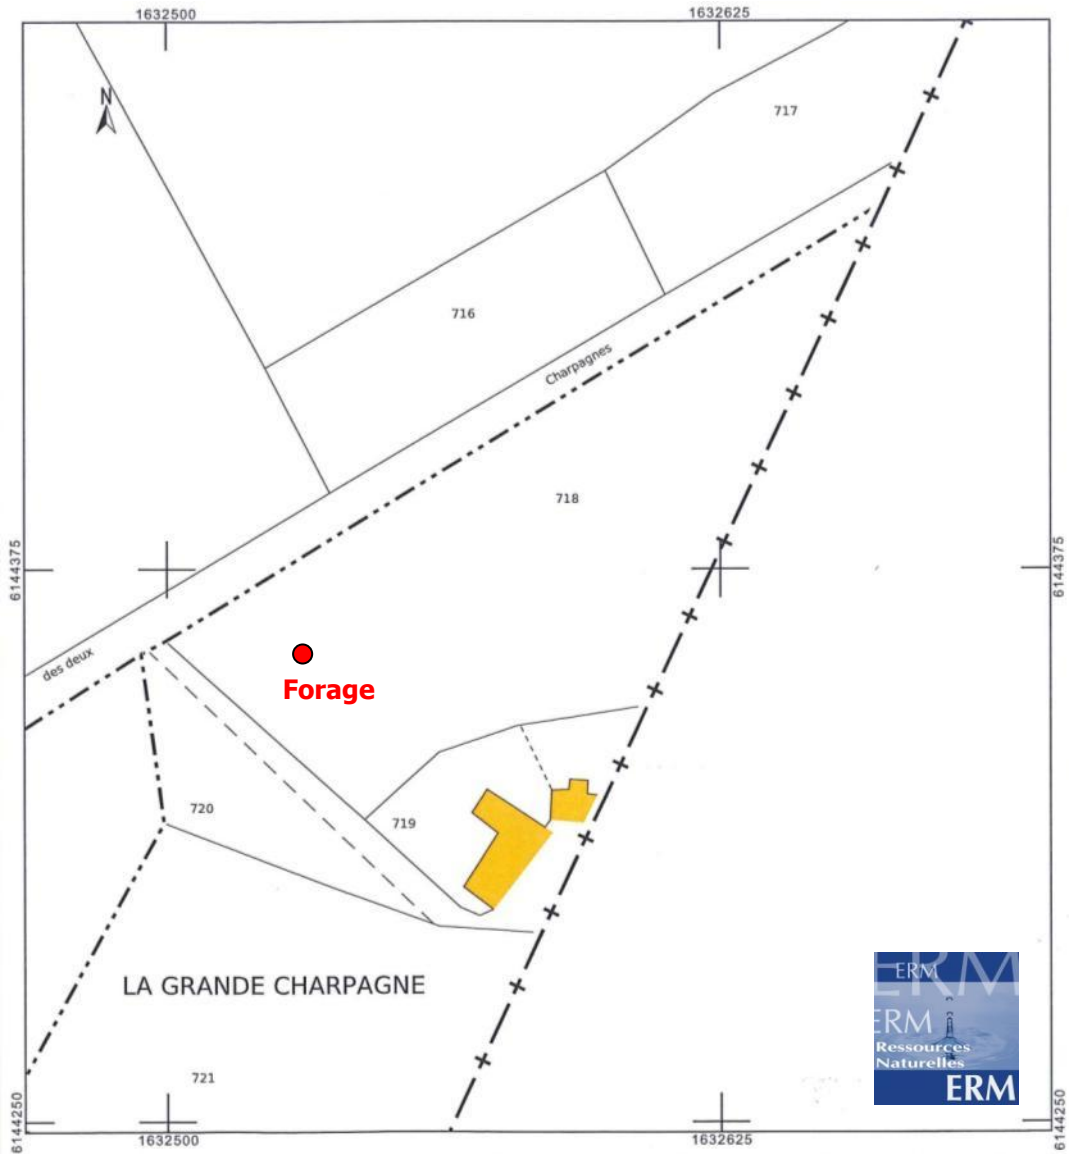 1632500
1632625
N
717
716
Charpagnes
718
6144375
6144375
des deux
Forage
720
719
LA GRANDE CHARPAGNE
721
ERM
ERM
ERM
Ressources
Naturelles
ERM
6144250
6144250
1632500
1632625